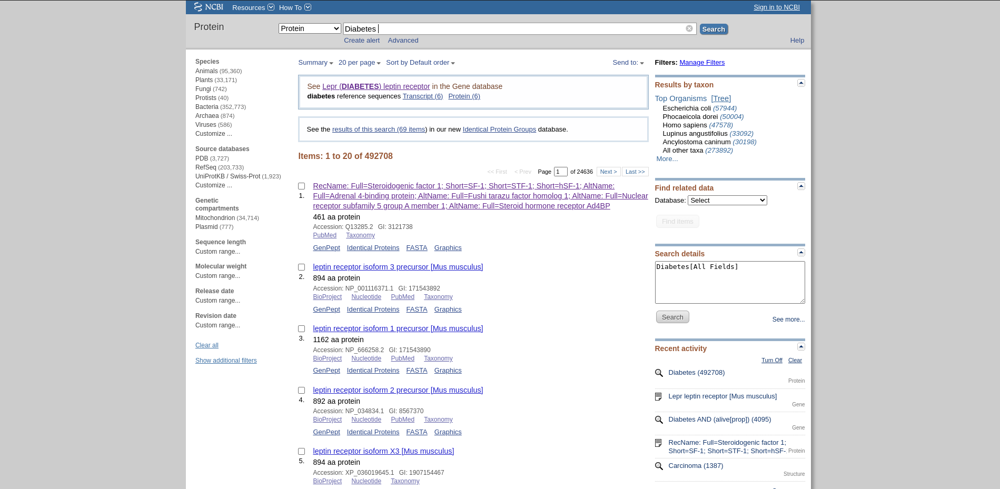 NCBI Resources How To Sign in to NCBI
Protein
Protein Diabetes Search
Create alert Advanced Help
Species
Animals (95,360)
Plants (33,171)
Fungi (742)
Protists (40)
Bacteria (352,773)
Archaea (874)
Viruses (586)
Customize ...
Source databases
PDB (3,727)
RefSeq (203,733)
UniProtKB / Swiss-Prot (1,923)
Customize ...
Genetic
compartments
Mitochondrion (34,714)
Plasmid (777)
Sequence length
Custom range...
Molecular weight
Custom range...
Release date
Custom range...
Revision date
Custom range...
Clear all
Show additional filters
Summary 20 per page Sort by Default order Send to:
See Lepr (DIABETES) leptin receptor in the Gene database
diabetes reference sequences Transcript (6) Protein (6)
See the results of this search (69 items) in our new Identical Protein Groups database.
Items: 1 to 20 of 492708
<< First < Prev Page 1 of 24636 Next > Last >>
RecName: Full=Steroidogenic factor 1; Short=SF-1; Short=STF-1; Short=hSF-1; AltName:
1. Full=Adrenal 4-binding protein; AltName: Full=Fushi tarazu factor homolog 1; AltName: Full=Nuclear
receptor subfamily 5 group A member 1; AltName: Full=Steroid hormone receptor Ad4BP
461 aa protein
Accession: Q13285.2 GI: 3121738
PubMed Taxonomy
GenPept Identical Proteins FASTA Graphics
leptin receptor isoform 3 precursor [Mus musculus]
2. 894 aa protein
Accession: NP_001116371.1 GI: 171543892
BioProject Nucleotide PubMed Taxonomy
GenPept Identical Proteins FASTA Graphics
leptin receptor isoform 1 precursor [Mus musculus]
3. 1162 aa protein
Accession: NP_666258.2 GI: 171543890
BioProject Nucleotide PubMed Taxonomy
GenPept Identical Proteins FASTA Graphics
leptin receptor isoform 2 precursor [Mus musculus]
4. 892 aa protein
Accession: NP_034834.1 GI: 8567370
BioProject Nucleotide PubMed Taxonomy
GenPept Identical Proteins FASTA Graphics
leptin receptor isoform X3 [Mus musculus]
5. 894 aa protein
Accession: XP_036019645.1 GI: 1907154467
BioProject Nucleotide Taxonomy
Filters: Manage Filters
Results by taxon
Top Organisms [Tree]
Escherichia coli (57944)
Phocaeicola dorei (50004)
Homo sapiens (47578)
Lupinus angustifolius (33092)
Ancylostoma caninum (30198)
All other taxa (273892)
More...
Find related data
Database: Select
Find items
Search details
Diabetes[All Fields]
Search See more...
Recent activity
Turn Off Clear
Diabetes (492708)
Protein
Lepr leptin receptor [Mus musculus]
Gene
Diabetes AND (alive[prop]) (4095)
Gene
RecName: Full=Steroidogenic factor 1;
Short=SF-1; Short=STF-1; Short=hSF-. Protein
Carcinoma (1387)
Structure